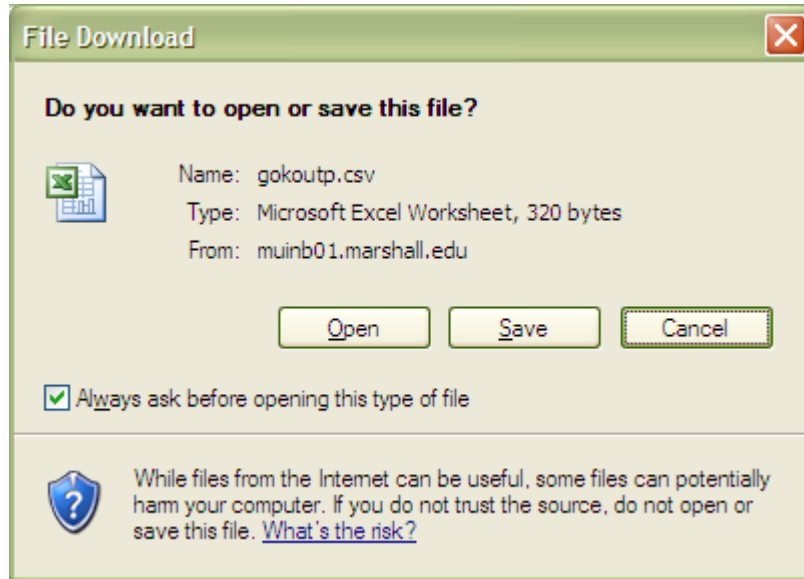 File Download
Do you want to open or save this file?
Name: gokoutp.csv
Type: Microsoft Excel Worksheet, 320 bytes
From: muinb01.marshall.edu
Open Save Cancel
Always ask before opening this type of file
While files from the Internet can be useful, some files can potentially
harm your computer. If you do not trust the source, do not open or
save this file. What's the risk?